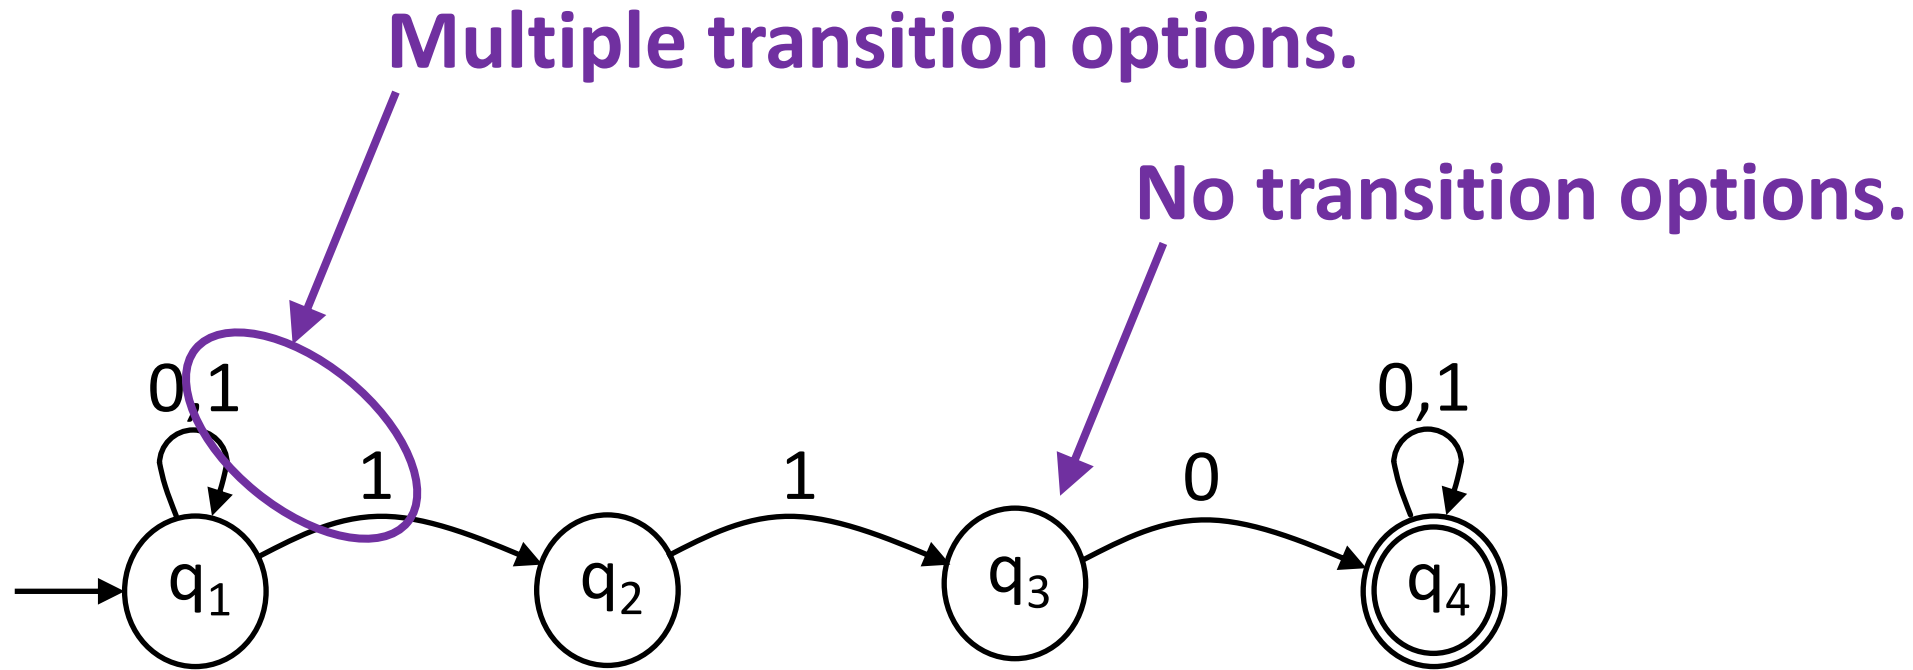 Multiple transition options.
No transition options.
0,1
0,1
1
1
0
q1
q2
q3
q4